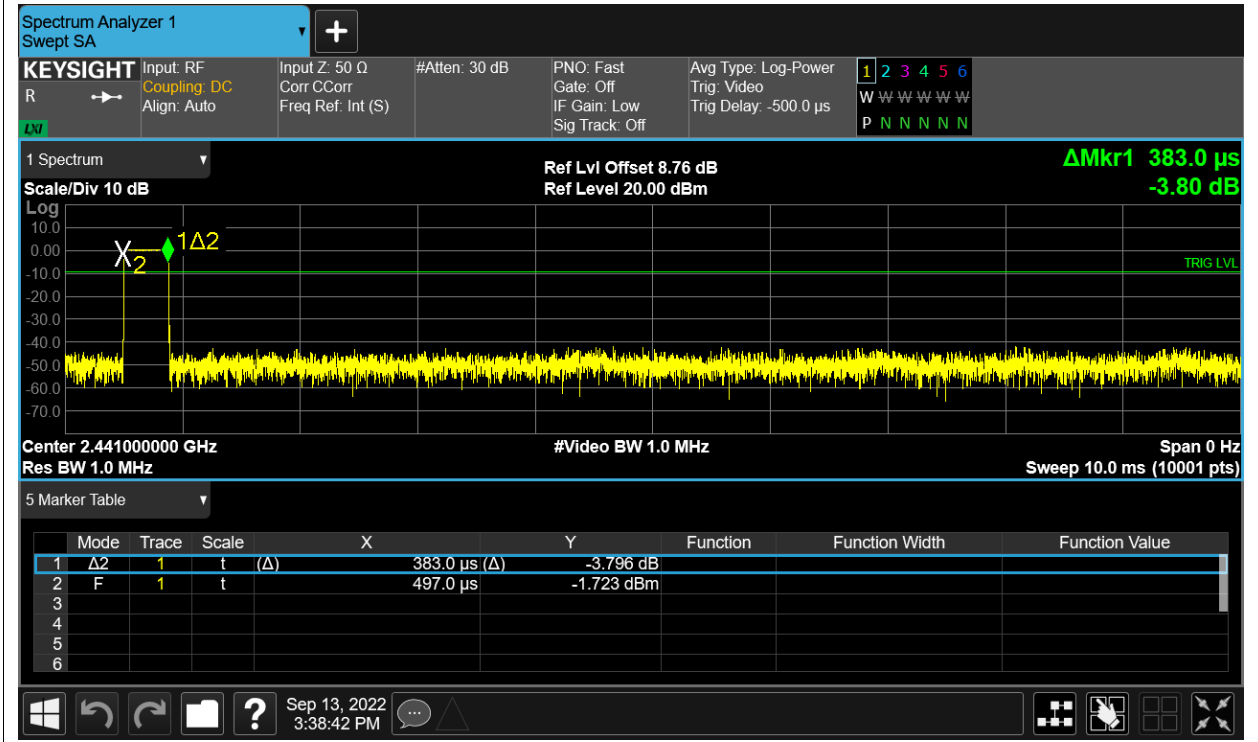 Spectrum Analyzer 1
Swept SA
+
KEYSIGHT Input: RF Input Z: 50 Ω #Atten: 30 dB PNO: Fast Avg Type: Log-Power 1 2 3 4 5 6
R Coupling: DC Corr CCorr Gate: Off Trig: Video W W W W W W
Align: Auto Freq Ref: Int (S) IF Gain: Low Trig Delay: -500.0 µs P N N N N N
LXI Sig Track: Off
1 Spectrum Ref Lvl Offset 8.76 dB ΔMkr1 383.0 µs
Scale/Div 10 dB Ref Level 20.00 dBm -3.80 dB
Log
10.0
0.00 X 2 1Δ2
-10.0 TRIG LVL
-20.0
-30.0
-40.0
-50.0
-60.0
-70.0
Center 2.441000000 GHz #Video BW 1.0 MHz Span 0 Hz
Res BW 1.0 MHz Sweep 10.0 ms (10001 pts)
5 Marker Table
Mode Trace Scale X Y Function Function Width Function Value
1 Δ2 1 t (Δ) 383.0 µs (Δ) -3.796 dB
2 F 1 t 497.0 µs -1.723 dBm
3
4
5
6
? Sep 13, 2022
3:38:42 PM